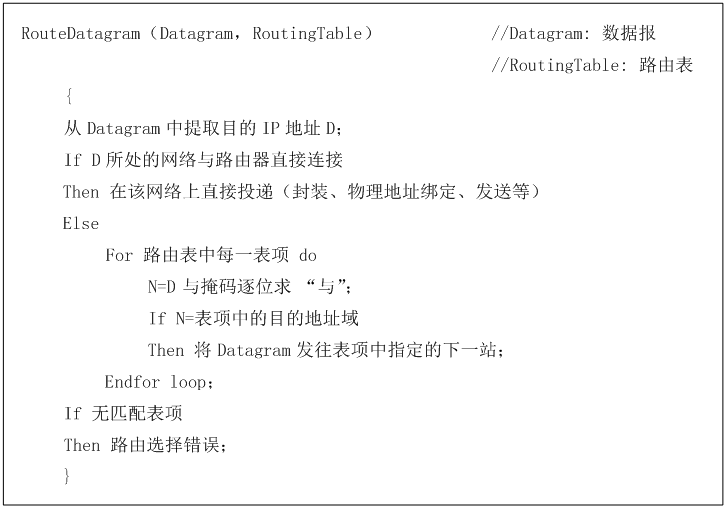 RouteDatagram（Datagram，RoutingTable） //Datagram: 数据报
//RoutingTable: 路由表
{
从 Datagram 中提取目的 IP 地址 D；
If D 所处的网络与路由器直接连接
Then 在该网络上直接投递（封装、物理地址绑定、发送等）
Else
For 路由表中每一表项 do
N=D 与掩码逐位求 “与”；
If N=表项中的目的地址域
Then 将 Datagram 发往表项中指定的下一站；
Endfor loop；
If 无匹配表项
Then 路由选择错误；
}